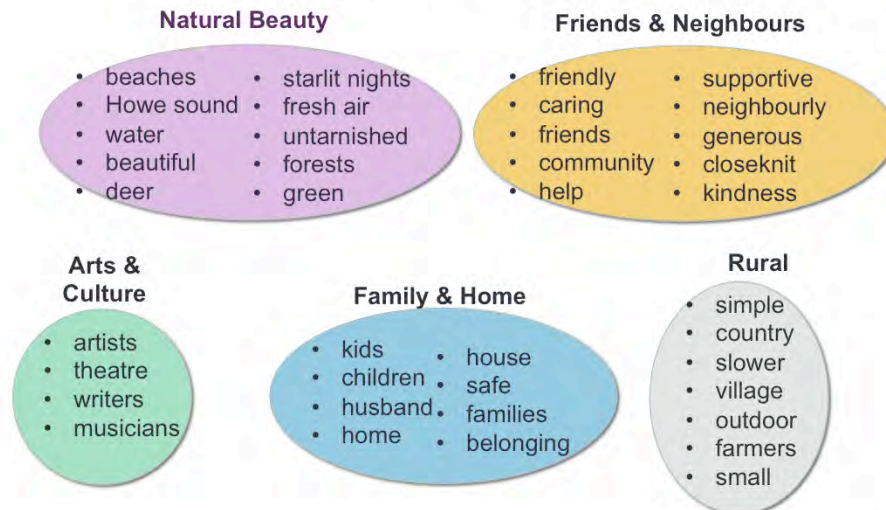 Natural Beauty
• beaches
• Howe sound
• water
• beautiful
• deer
• starlit nights
• fresh air
• untarnished
• forests
• green
Friends & Neighbours
• friendly
• caring
• friends
• community
• help
• supportive
• neighbourly
• generous
• closeknit
• kindness
Arts &
Culture
• artists
• theatre
• writers
• musicians
Family & Home
• kids
• children
• husband
• home
• house
• safe
• families
• belonging
Rural
• simple
• country
• slower
• village
• outdoor
• farmers
• small